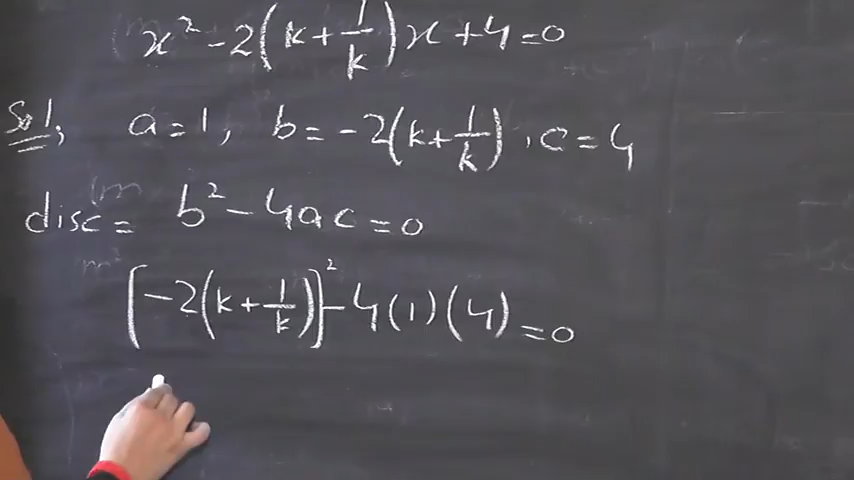 x² - 2(k + 1/k)x + 4 = 0
Sol; a = 1, b = -2(k + 1/k), c = 4
disc = b² - 4ac = 0
[-2(k + 1/k)]² - 4(1)(4) = 0